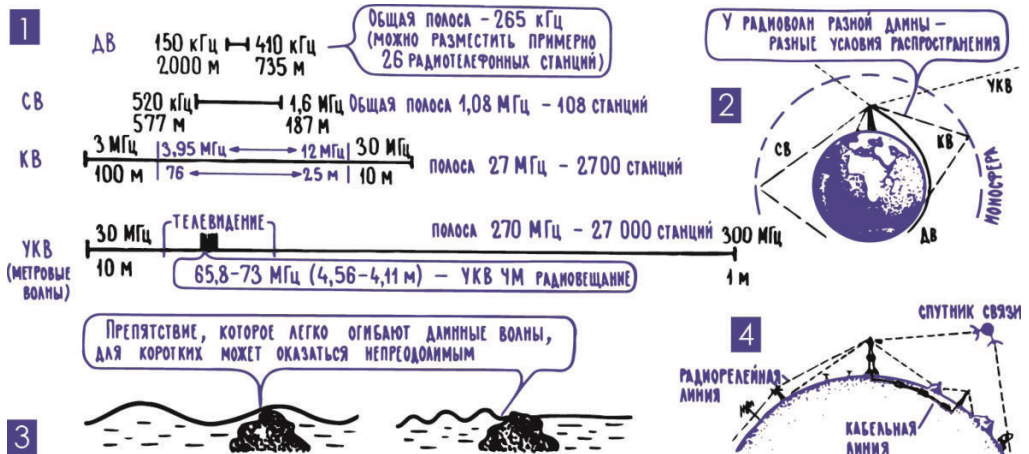 1
ДВ
150 кГц 410 кГц
2000 м 735 м
Общая полоса – 265 кГц
(можно разместить примерно
26 радиотелефонных станций)
СВ
520 кГц 1,6 МГц
577 м 187 м
Общая полоса 1,08 МГц – 108 станций
КВ
3 МГц 3,95 МГц 12 МГц 30 МГц
100 м 76 25 м 10 м
полоса 27 МГц – 2700 станций
УКВ
(метровые
волны)
30 МГц
10 м
Телевидение
полоса 270 МГц – 27 000 станций
300 МГц
1 м
65,8–73 МГц (4,56–4,11 м) – УКВ ЧМ радиовещание
2
У радиоволн разной длины –
разные условия распространения
УКВ
СВ
КВ
ДВ
Ионосфера
3
Препятствие, которое легко огибают длинные волны,
для коротких может оказаться непреодолимым
4
Спутник связи
Радиорелейная
линия
Кабельная
линия